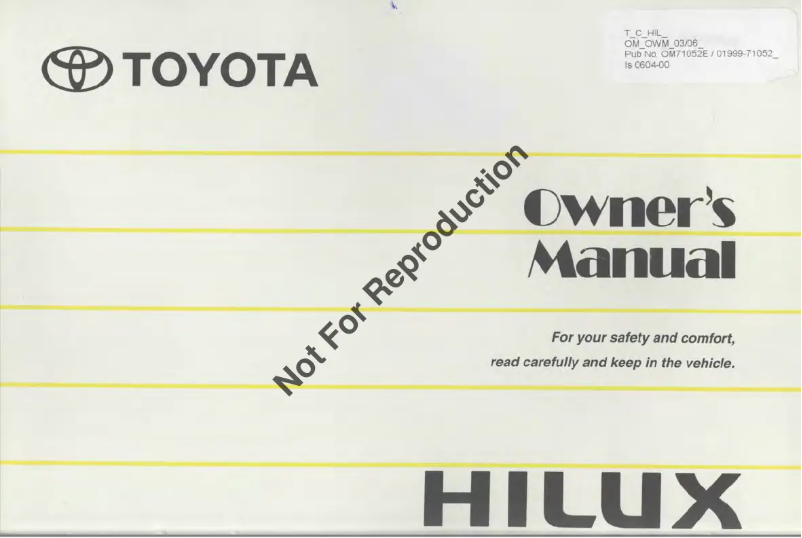 TOYOTA
T_C_HIL_
OM_OWM_03/06_
Pub No. OM71052E / 01999-71052_
Is 0604-00
Owner's
Manual
For your safety and comfort,
read carefully and keep in the vehicle.
Not For Reproduction
HILUX